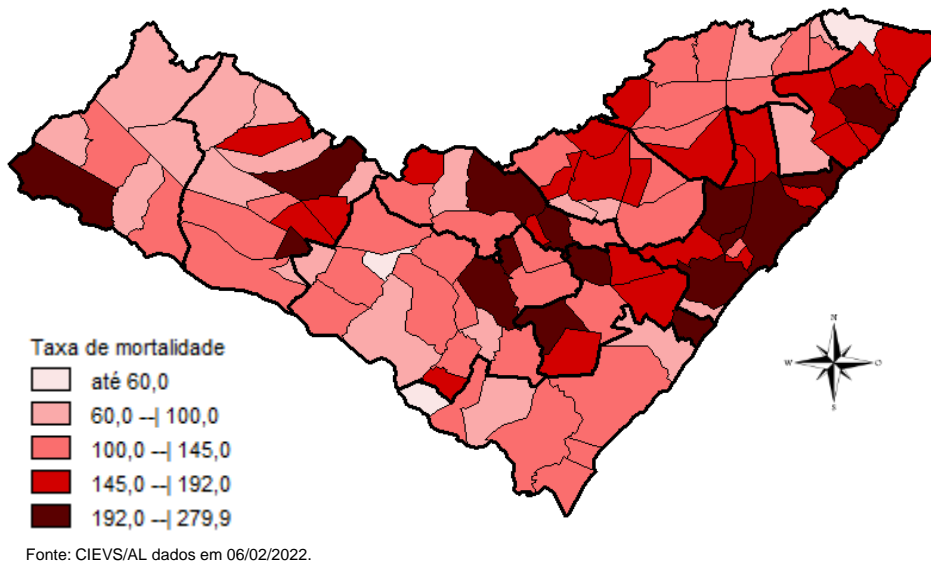 N
W
O
S
Taxa de mortalidade
até 60,0
60,0 --| 100,0
100,0 --| 145,0
145,0 --| 192,0
192,0 --| 279,9
Fonte: CIEVS/AL dados em 06/02/2022.